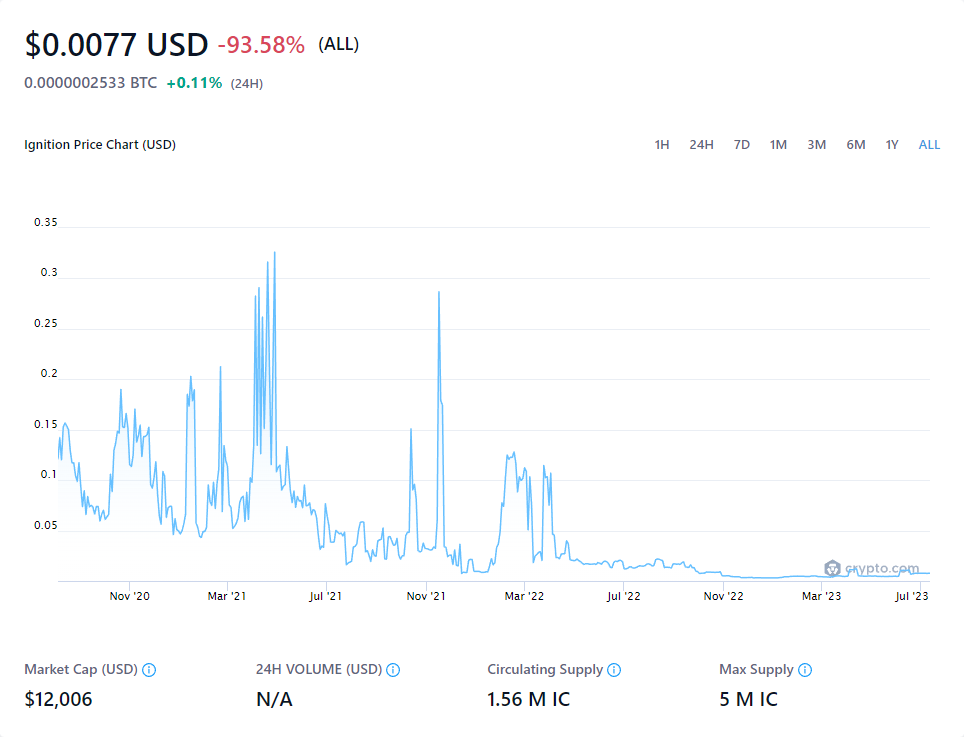 $0.0077 USD -93.58% (ALL)
0.0000002533 BTC +0.11% (24H)
Ignition Price Chart (USD) 1H 24H 7D 1M 3M 6M 1Y ALL
0.35
0.3
0.25
0.2
0.15
0.1
0.05
crypto.com
Nov '20 Mar '21 Jul '21 Nov '21 Mar '22 Jul '22 Nov '22 Mar '23 Jul '23
Market Cap (USD) 24H VOLUME (USD) Circulating Supply Max Supply
$12,006 N/A 1.56 M IC 5 M IC